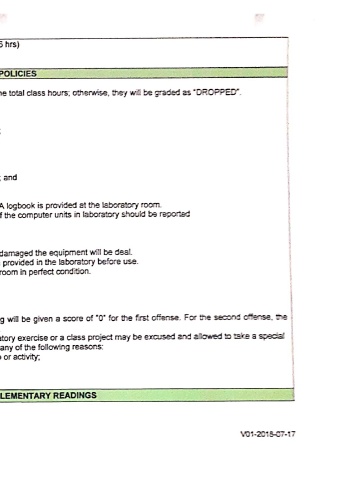 5 hrs)
POLICIES
he total class hours; otherwise, they will be graded as "DROPPED".
;
; and
A logbook is provided at the laboratory room.
f the computer units in laboratory should be reported
damaged the equipment will be deal.
provided in the laboratory before use.
room in perfect condition.
g will be given a score of "0" for the first offense. For the second offense, the
atory exercise or a class project may be excused and allowed to take a special
any of the following reasons:
o or activity;
LEMENTARY READINGS
V01-2018-07-17